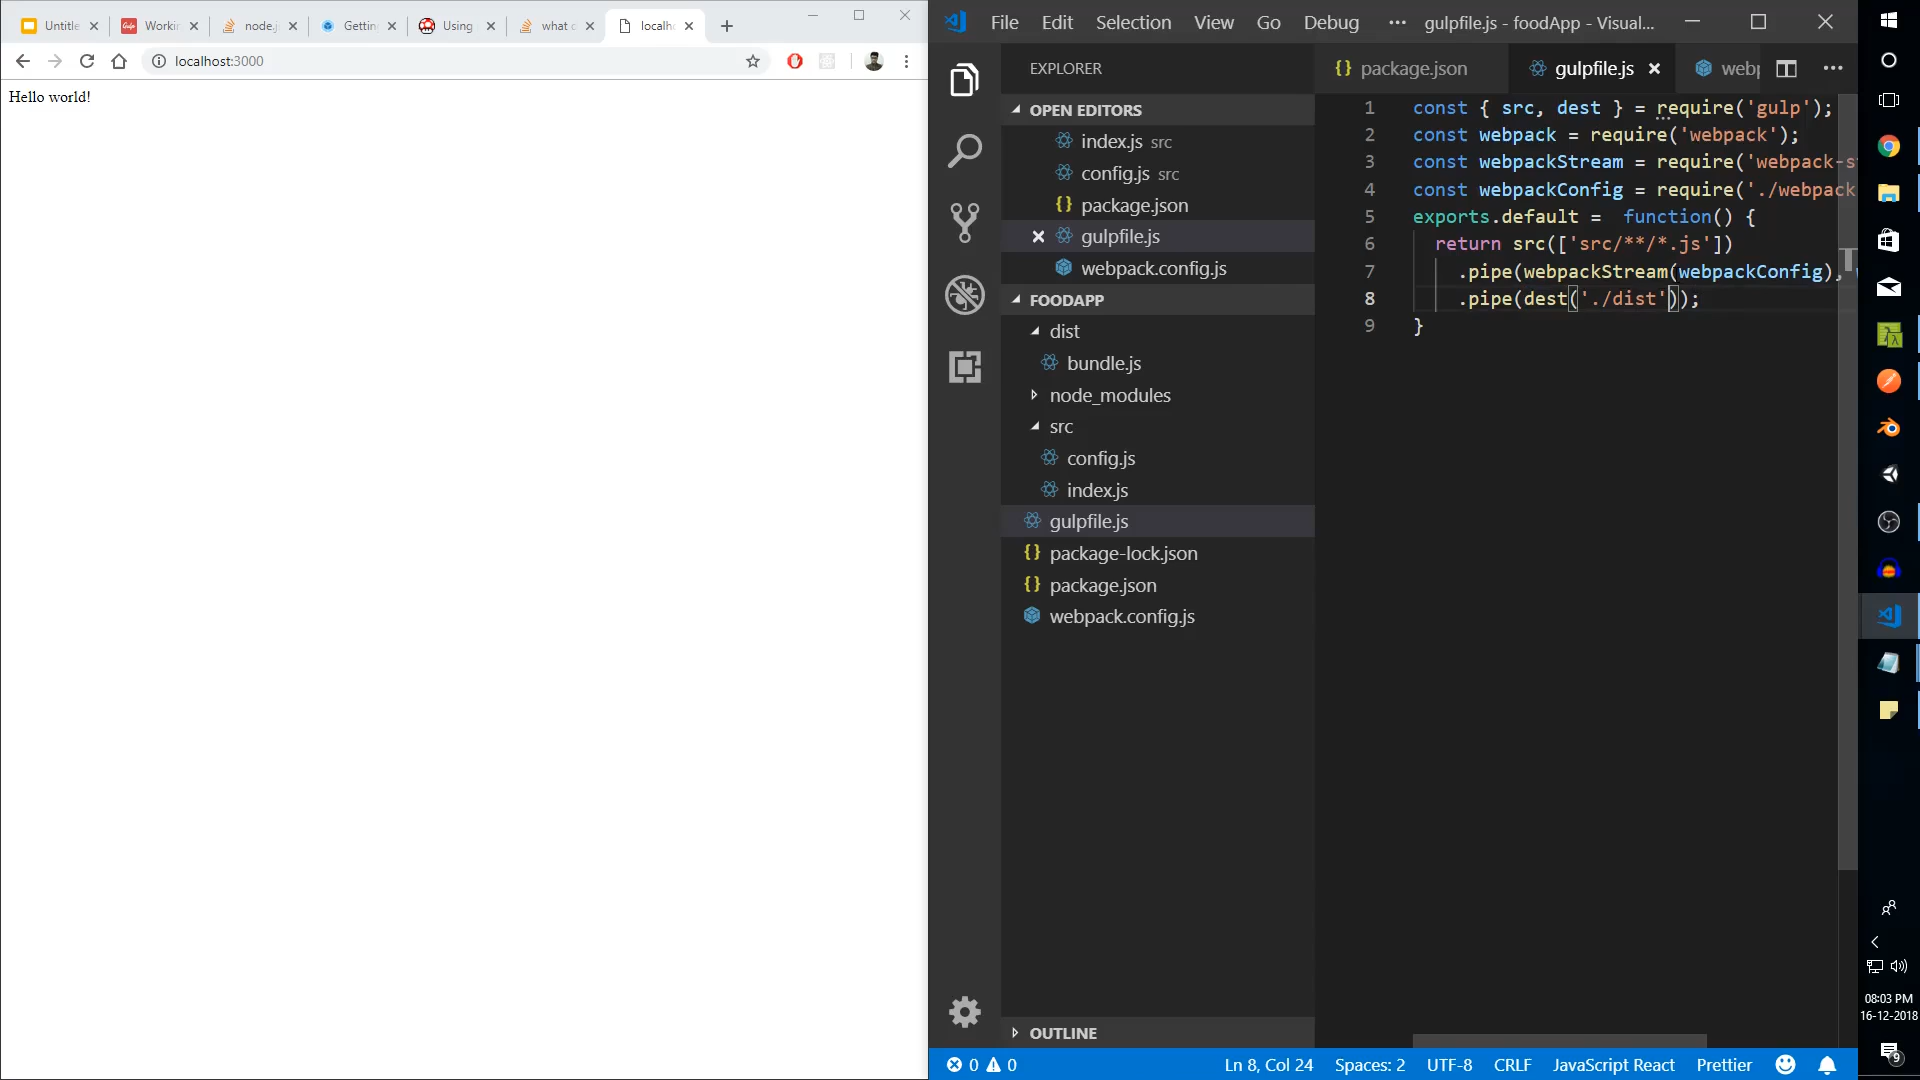 Untitle
Workin
node.j
Gettin
Using
what c
localh
localhost:3000
Hello world!
File Edit Selection View Go Debug ••• gulpfile.js - foodApp - Visual...
EXPLORER
OPEN EDITORS
index.js src
config.js src
package.json
gulpfile.js
webpack.config.js
FOODAPP
dist
bundle.js
node_modules
src
config.js
index.js
gulpfile.js
package-lock.json
package.json
webpack.config.js
OUTLINE
package.json
gulpfile.js
webp
1 const { src, dest } = require('gulp');
2 const webpack = require('webpack');
3 const webpackStream = require('webpack-s
4 const webpackConfig = require('./webpack
5 exports.default =  function() {
6 return src(['src/**/*.js'])
7 .pipe(webpackStream(webpackConfig),
8 .pipe(dest('./dist'));
9 }
0 0 Ln 8, Col 24 Spaces: 2 UTF-8 CRLF JavaScript React Prettier
08:03 PM
16-12-2018
9